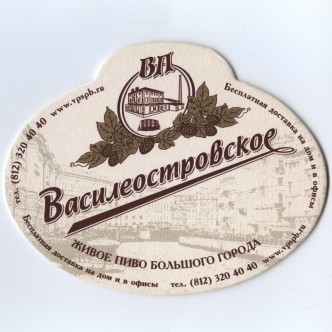 ВП
Василеостровское
ЖИВОЕ ПИВО БОЛЬШОГО ГОРОДА
тел. (812) 320 40 40 www.vpspb.ru
Бесплатная доставка на дом и в офисы
Бесплатная доставка на дом и в офисы тел. (812) 320 40 40 www.vpspb.ru